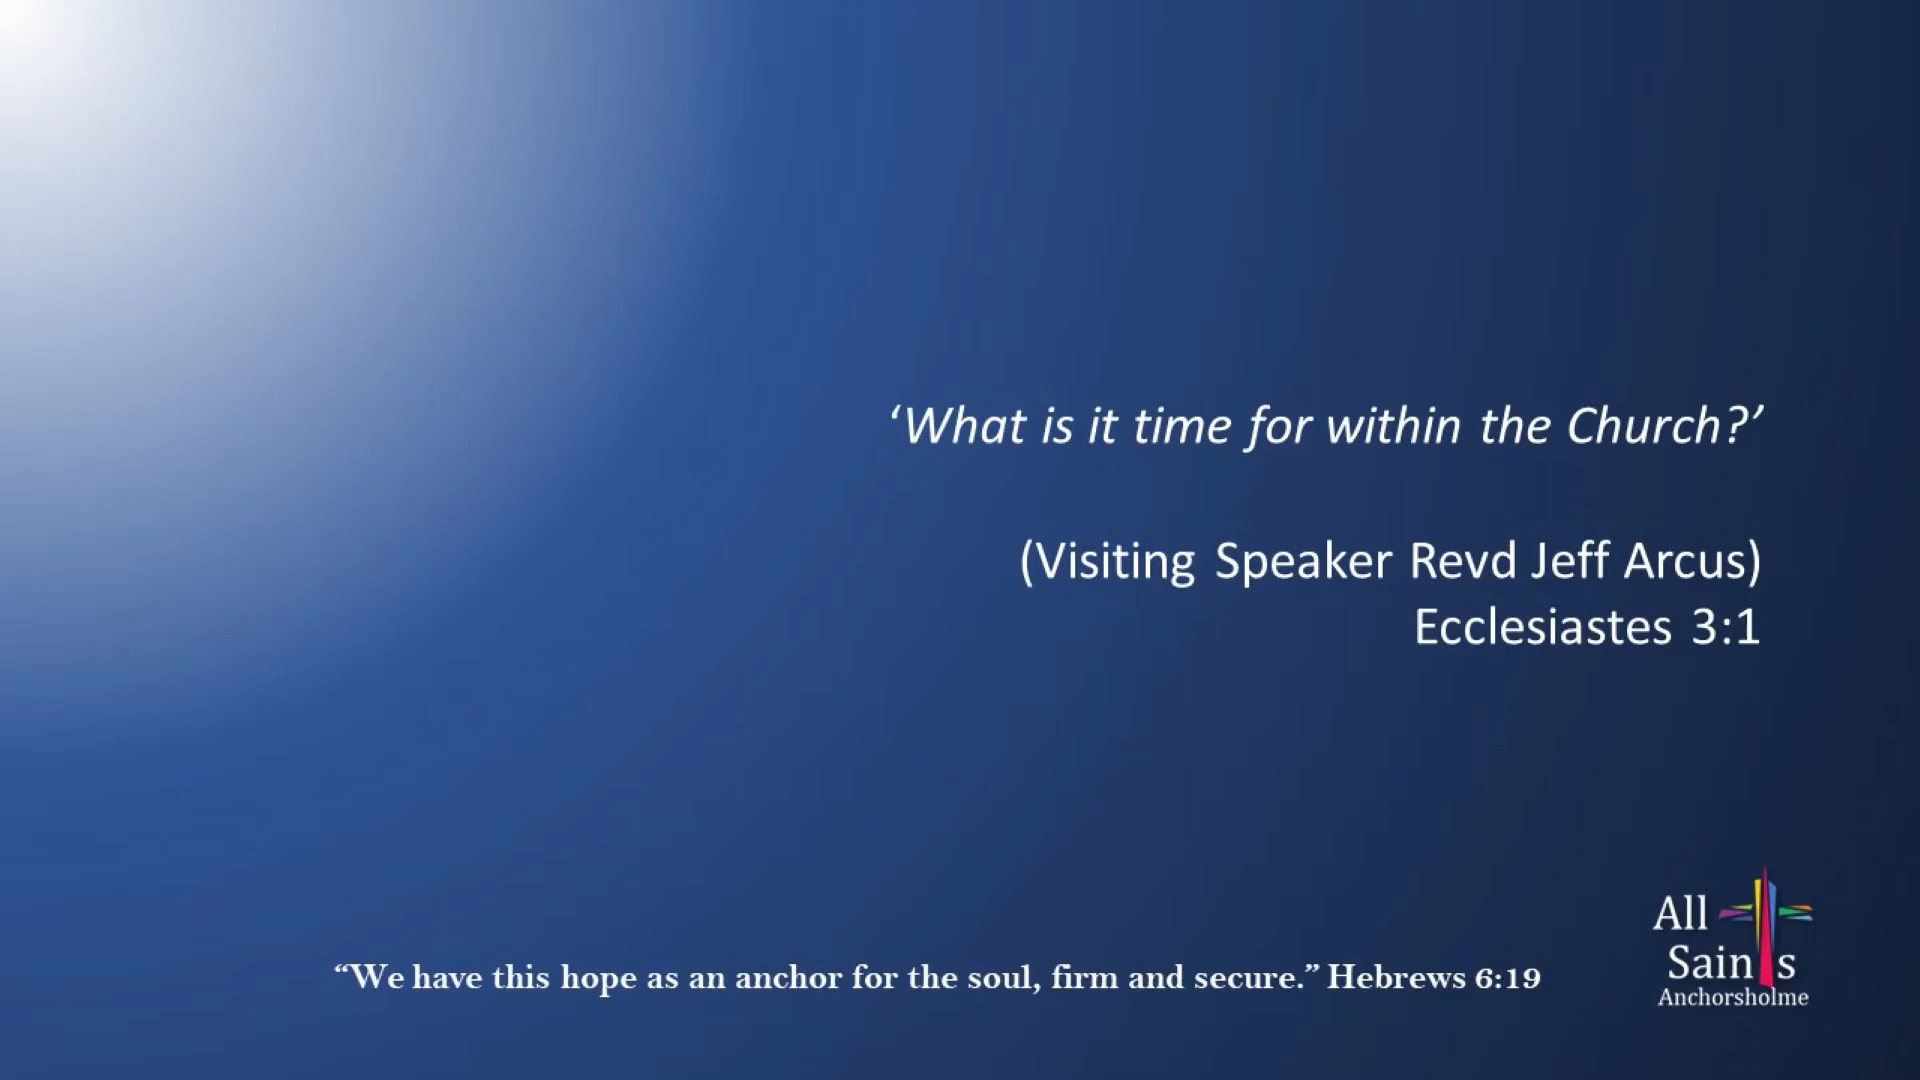 ‘What is it time for within the Church?’
(Visiting Speaker Revd Jeff Arcus)
Ecclesiastes 3:1
“We have this hope as an anchor for the soul, firm and secure.” Hebrews 6:19
All
Saints
Anchorsholme